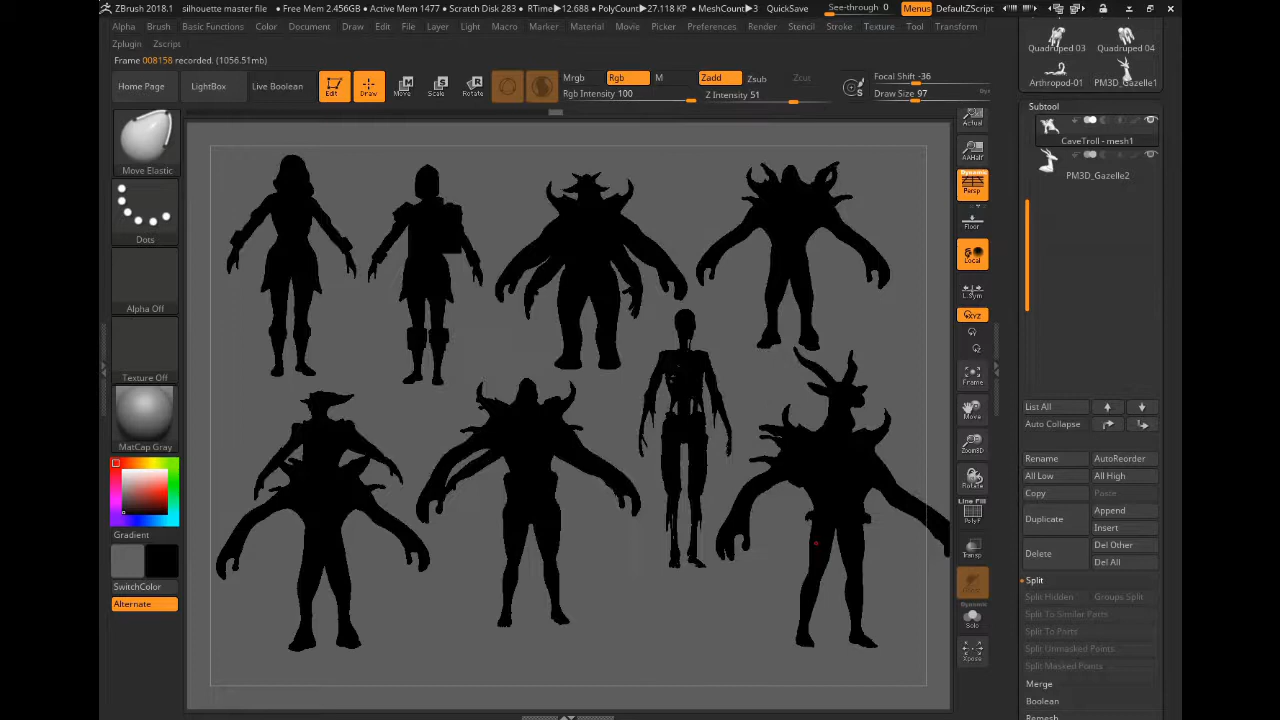 ZBrush 2018.1 silhouette master file • Free Mem 2.456GB • Active Mem 1477 • Scratch Disk 283 • RTime▶12.688 • PolyCount▶27,118 KP • MeshCount▶3 QuickSave See-through 0 Menus DefaultZScript
Alpha Brush Basic Functions Color Document Draw Edit File Layer Light Macro Marker Material Movie Picker Preferences Render Stencil Stroke Texture Tool Transform
Zplugin Zscript
Frame 008158 recorded. (1056.51mb)
Home Page LightBox Live Boolean
Edit Draw Move Scale Rotate
Mrgb Rgb M Zadd Zsub Zcut
Rgb Intensity 100 Z Intensity 51
Focal Shift -36
Draw Size 97
Move Elastic
Dots
Alpha Off
Texture Off
MatCap Gray
Gradient
SwitchColor
Alternate
Actual
AAHalf
Dynamic
Persp
Floor
Local
L.Sym
XYZ
Frame
Move
Zoom3D
Rotate
Line Fill
PolyF
Transp
Dynamic
Solo
Xpose
Quadruped 03 Quadruped 04
Arthropod-01 PM3D_Gazelle1
Subtool
CaveTroll - mesh1
PM3D_Gazelle2
List All
Auto Collapse
Rename AutoReorder
All Low All High
Copy Paste
Duplicate Append
Insert
Delete Del Other
Del All
Split
Split Hidden Groups Split
Split To Similar Parts
Split To Parts
Split Unmasked Points
Split Masked Points
Merge
Boolean
Remesh